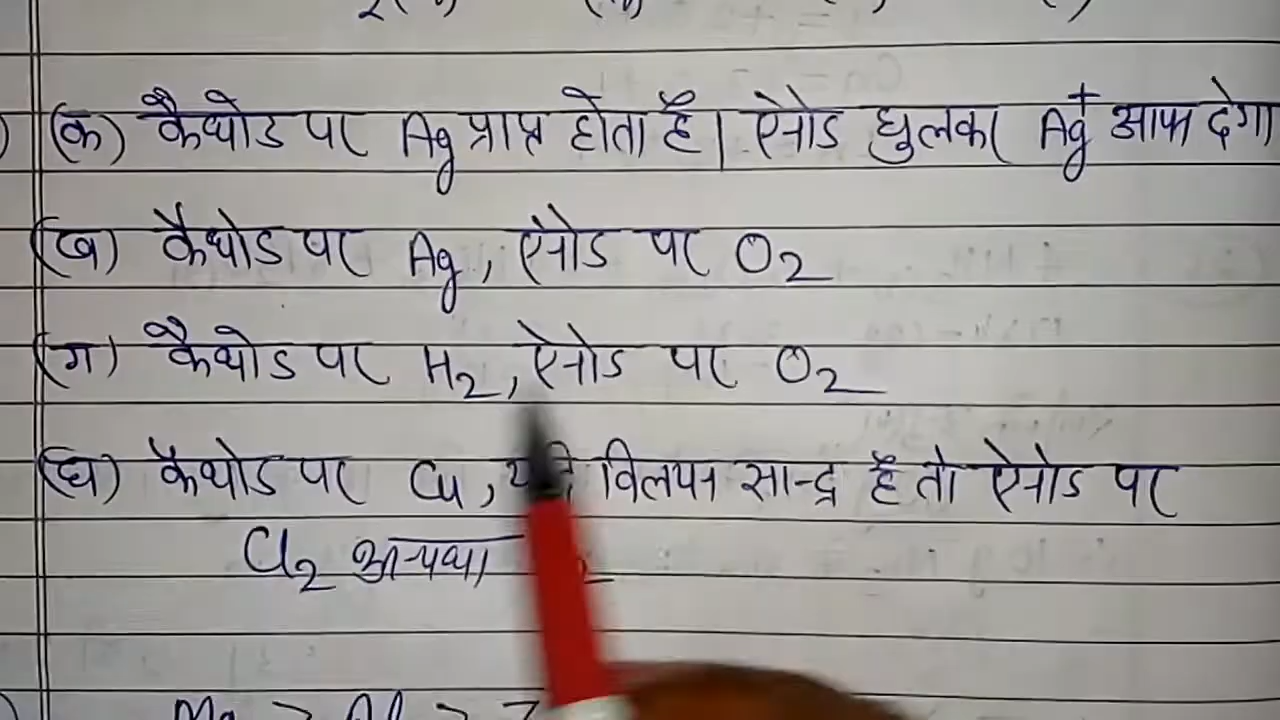 (क) कैथोड पर Ag प्राप्त होता है। ऐनोड घुलकर Ag⁺ आयन देगा
(ख) कैथोड पर Ag, ऐनोड पर O₂
(ग) कैथोड पर H₂, ऐनोड पर O₂
(घ) कैथोड पर Cu, यदि विलयन सान्द्र है तो ऐनोड पर
Cl₂ अन्यथा